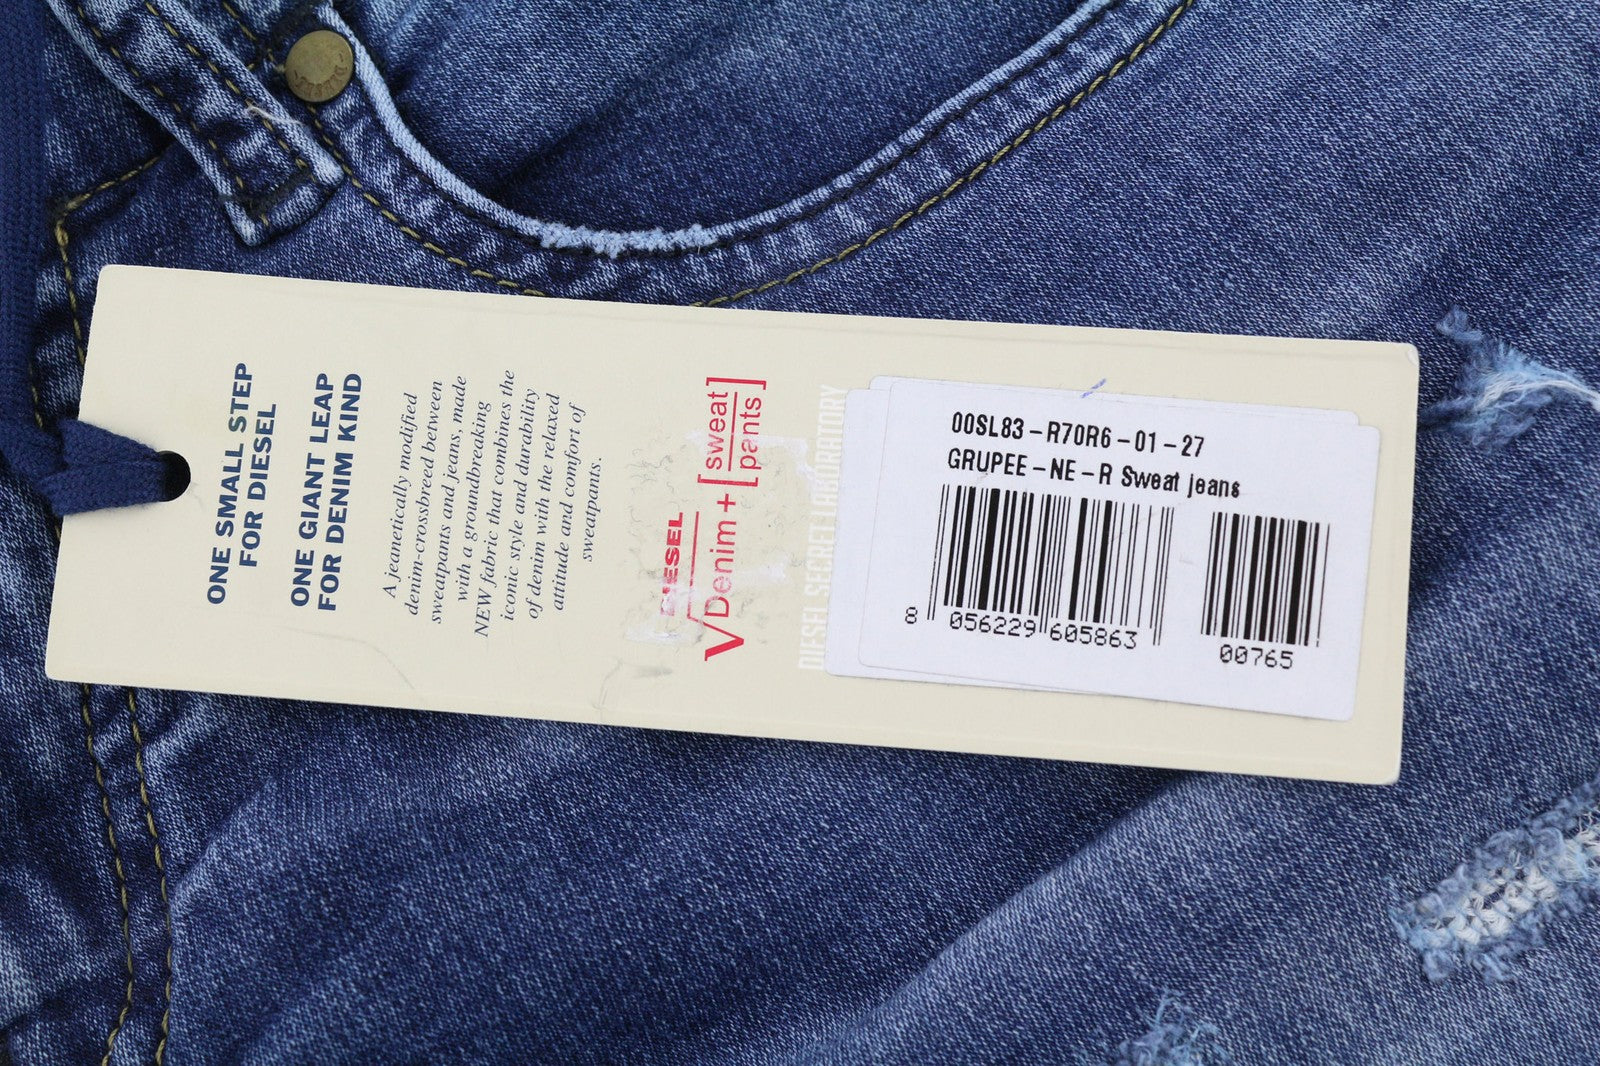 ONE SMALL STEP
FOR DIESEL
ONE GIANT LEAP
FOR DENIM KIND
A jeanetically modified
denim-crossbreed between
sweatpants and jeans, made
with a groundbreaking
NEW fabric that combines the
iconic style and durability
of denim with the relaxed
attitude and comfort of
sweatpants.
DIESEL
√Denim + [sweat
pants]
DIESEL SECRET LABORATORY
00SL83-R70R6-01-27
GRUPEE-NE-R Sweat jeans
8 056229 605863
00765
DIESEL